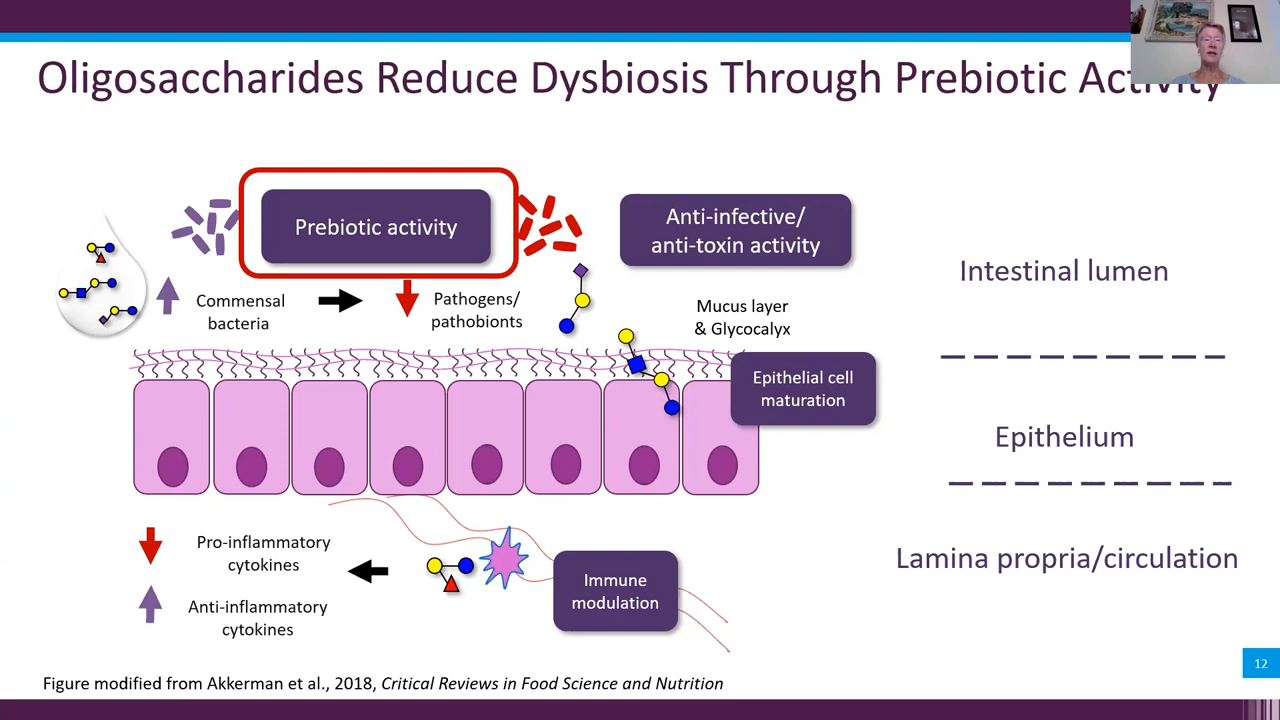 Oligosaccharides Reduce Dysbiosis Through Prebiotic Activity
Prebiotic activity
Anti-infective/
anti-toxin activity
Intestinal lumen
Commensal
bacteria
Pathogens/
pathobionts
Mucus layer
& Glycocalyx
Epithelial cell
maturation
Epithelium
Pro-inflammatory
cytokines
Anti-inflammatory
cytokines
Immune
modulation
Lamina propria/circulation
12
Figure modified from Akkerman et al., 2018, Critical Reviews in Food Science and Nutrition